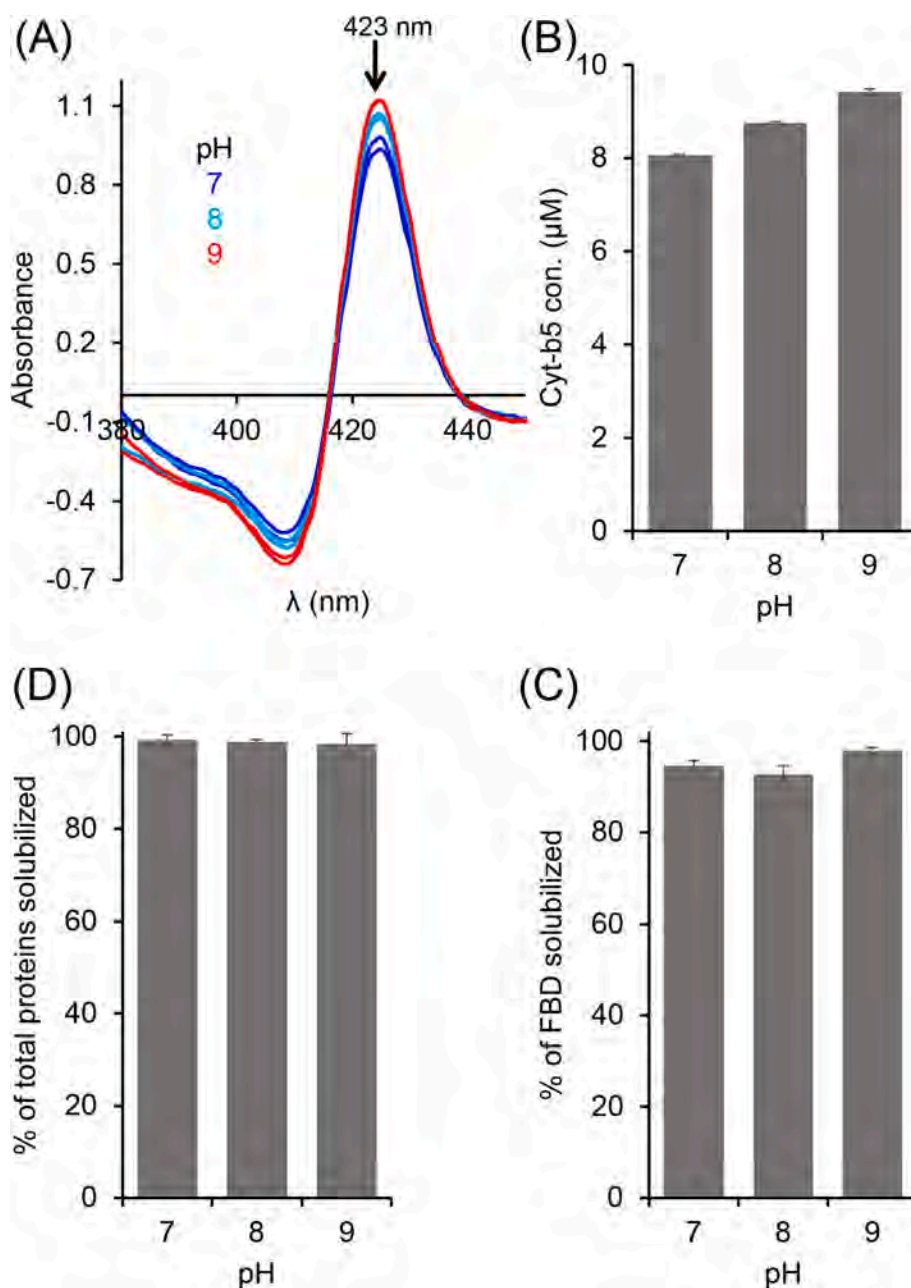 (A)
423 nm
Absorbance
1.1
0.8
0.5
0.2
-0.1
-0.4
-0.7
pH
7
8
9
380
400
420
440
λ (nm)
(B)
Cyt-b5 con. (µM)
10
8
6
4
2
0
7 8 9
pH
(D)
% of total proteins solubilized
100
80
60
40
20
0
7 8 9
pH
(C)
% of FBD solubilized
100
80
60
40
20
0
7 8 9
pH